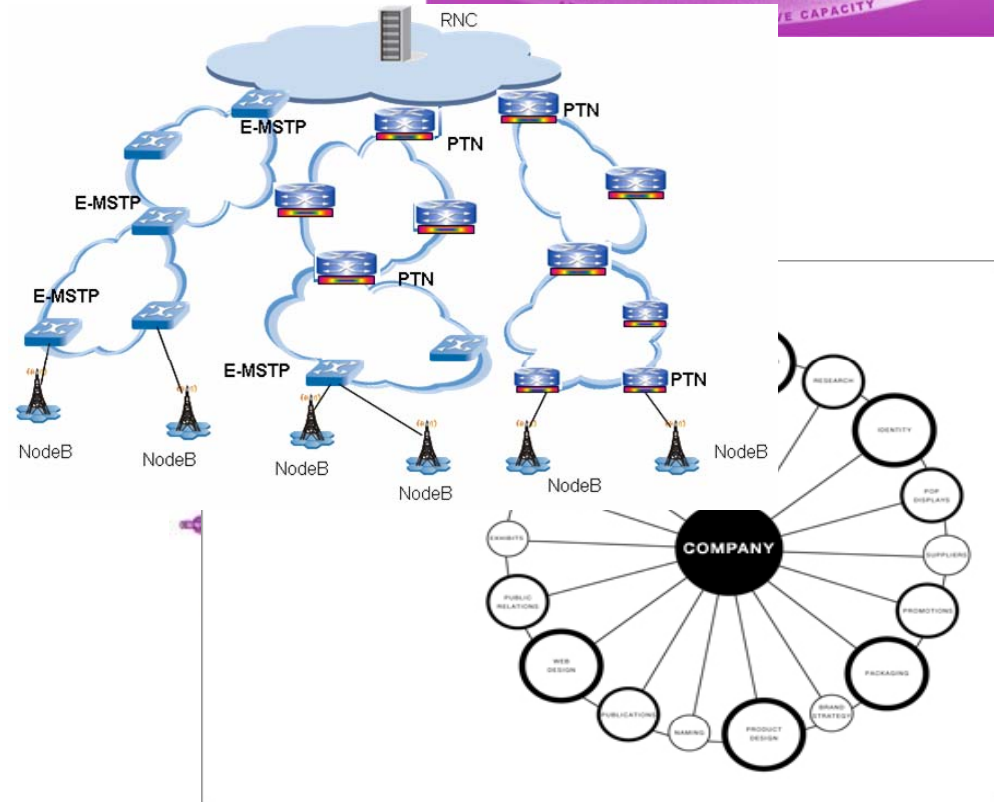 RNC
VE CAPACITY
E-MSTP
PTN
PTN
E-MSTP
PTN
E-MSTP
E-MSTP
PTN
NodeB
NodeB
NodeB
NodeB
NodeB
NodeB
RESEARCH
IDENTITY
POP
DISPLAYS
COMPANY
EXHIBITS
SUPPLIERS
PUBLIC
RELATIONS
PROMOTIONS
WEB
DESIGN
PACKAGING
PUBLICATIONS
BRAND
STRATEGY
NAMING
PRODUCT
DESIGN